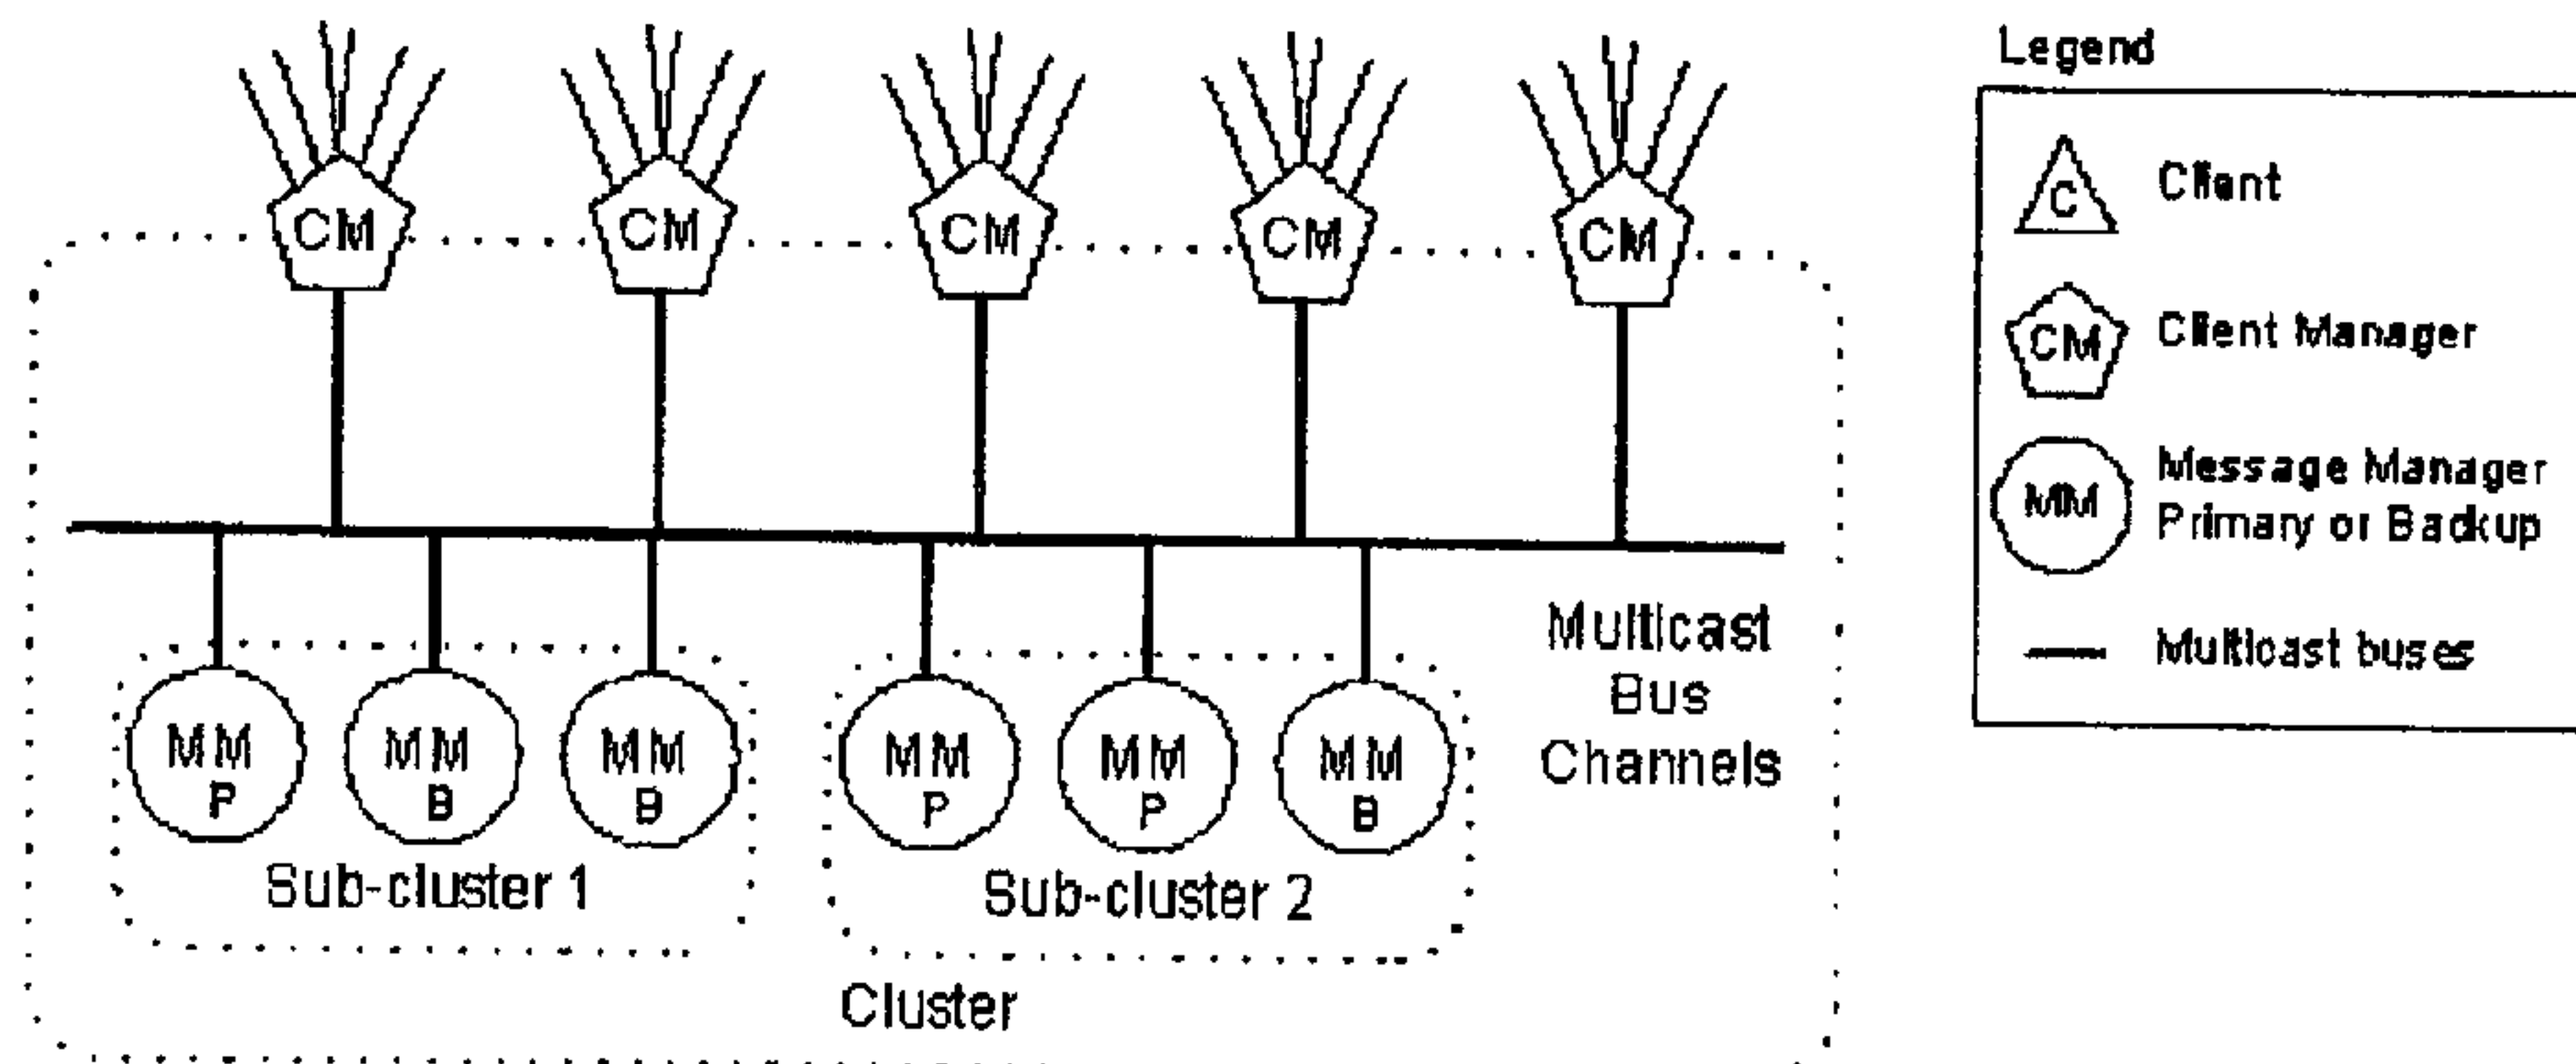 CM CM CM CM CM
MM MM MM MM MM MM
P B B P P B
Sub-cluster 1
Sub-cluster 2
Cluster
Multicast
Bus
Channels
Legend
C
Client
CM
Client Manager
MM
Message Manager
Primary or Backup
Multicast buses